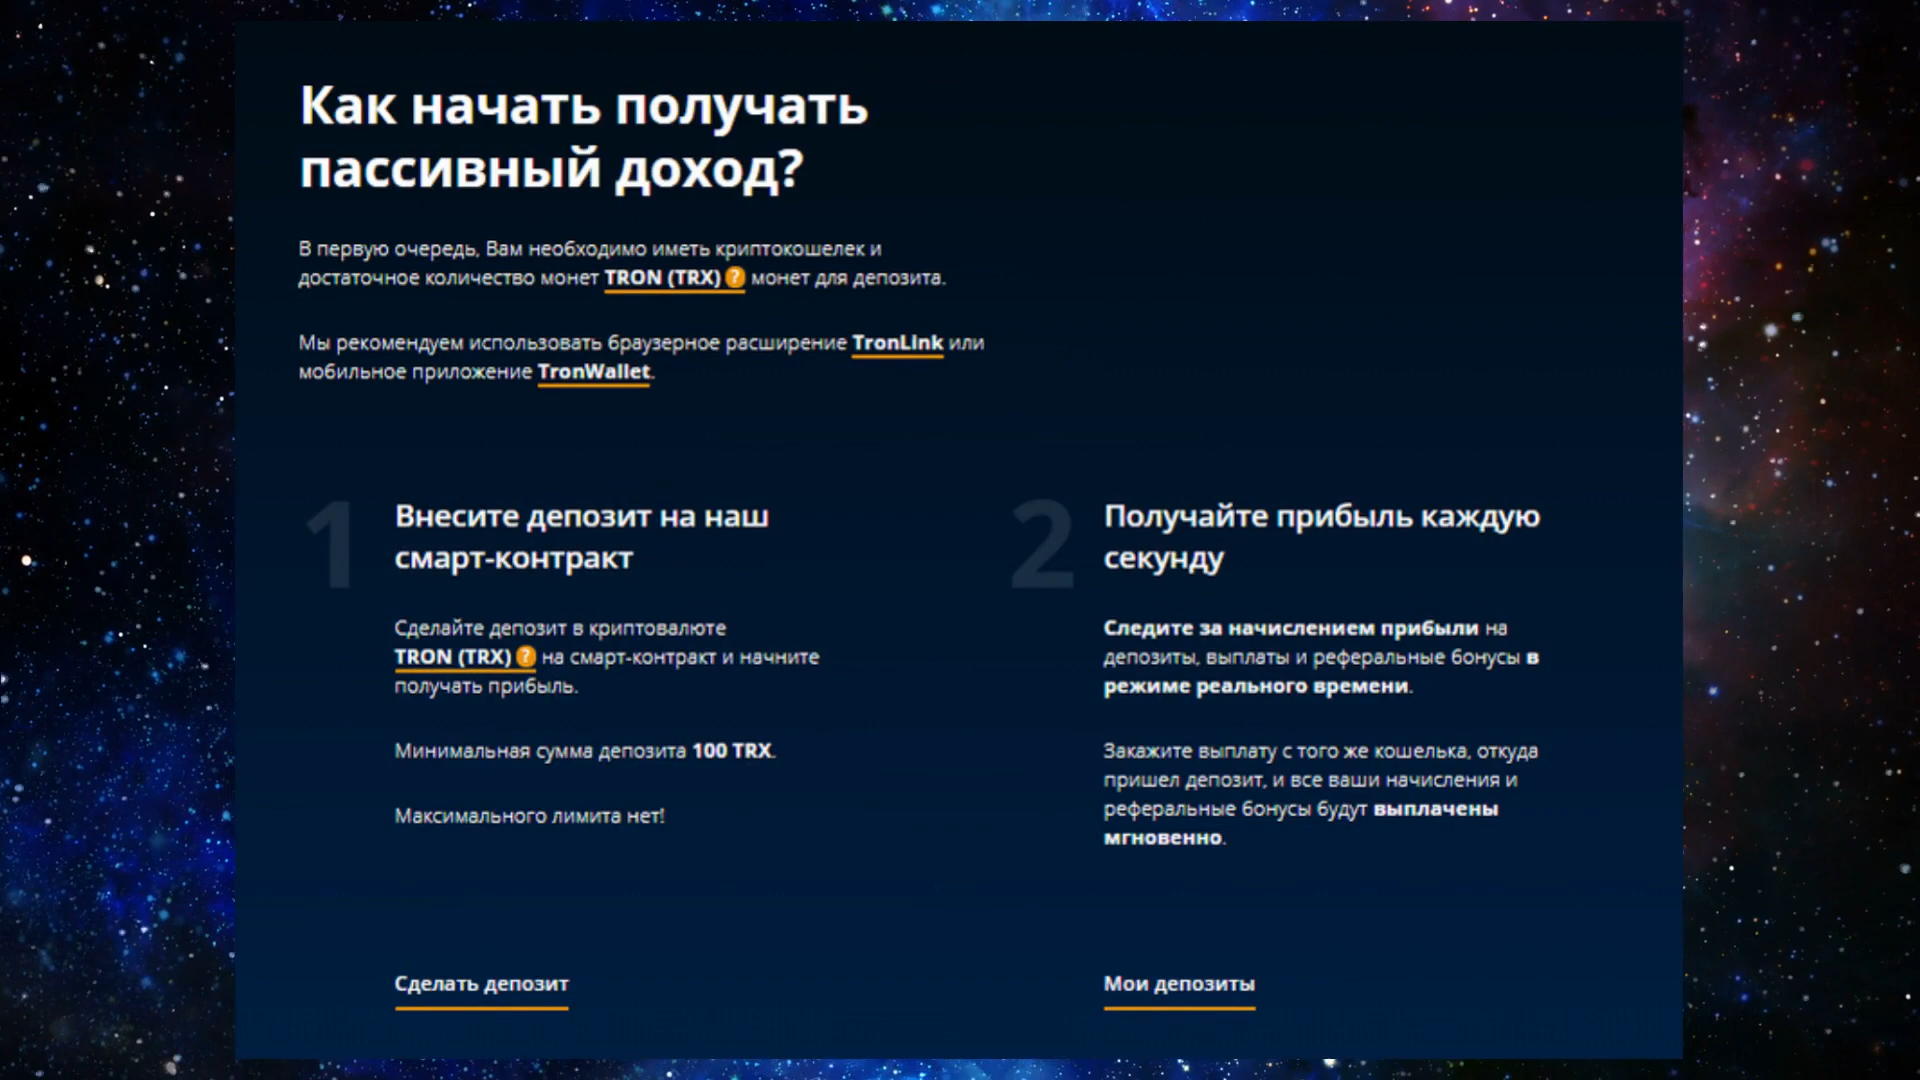 Как начать получать
пассивный доход?
В первую очередь, Вам необходимо иметь криптокошелек и
достаточное количество монет TRON (TRX) ? монет для депозита.
Мы рекомендуем использовать браузерное расширение TronLink или
мобильное приложение TronWallet.
1
Внесите депозит на наш
смарт-контракт
Сделайте депозит в криптовалюте
TRON (TRX) ? на смарт-контракт и начните
получать прибыль.
Минимальная сумма депозита 100 TRX.
Максимального лимита нет!
Сделать депозит
2
Получайте прибыль каждую
секунду
Следите за начислением прибыли на
депозиты, выплаты и реферальные бонусы в
режиме реального времени.
Закажите выплату с того же кошелька, откуда
пришел депозит, и все ваши начисления и
реферальные бонусы будут выплачены
мгновенно.
Мои депозиты